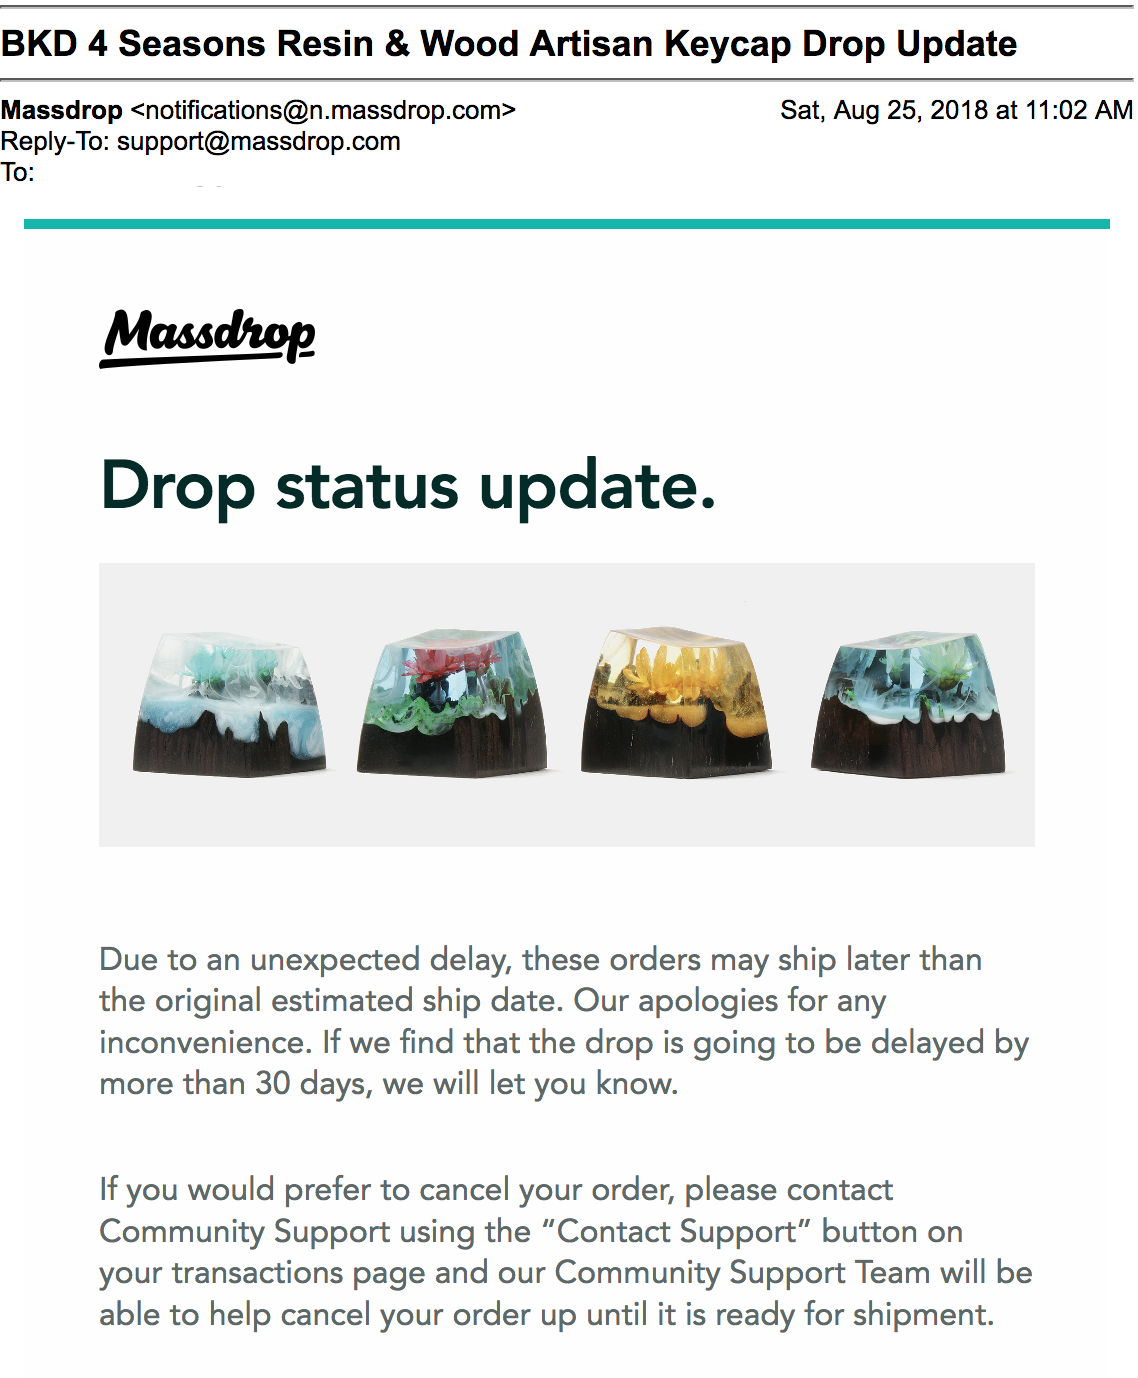 BKD 4 Seasons Resin & Wood Artisan Keycap Drop Update
Massdrop <notifications@n.massdrop.com> Sat, Aug 25, 2018 at 11:02 AM
Reply-To: support@massdrop.com
To:
Massdrop
Drop status update.
Due to an unexpected delay, these orders may ship later than
the original estimated ship date. Our apologies for any
inconvenience. If we find that the drop is going to be delayed by
more than 30 days, we will let you know.
If you would prefer to cancel your order, please contact
Community Support using the “Contact Support” button on
your transactions page and our Community Support Team will be
able to help cancel your order up until it is ready for shipment.